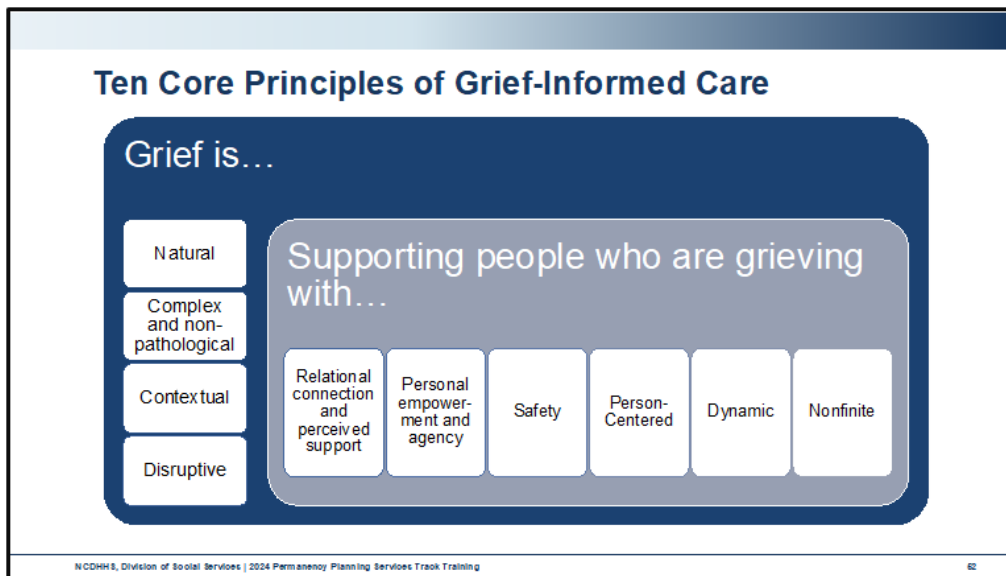 Ten Core Principles of Grief-Informed Care
Grief is...
Natural
Complex
and non-
pathological
Contextual
Disruptive
Supporting people who are grieving
with...
Relational
connection
and
perceived
support
Personal
empower-
ment and
agency
Safety
Person-
Centered
Dynamic
Nonfinite
NCDHHS, Division of Social Services | 2024 Permanency Planning Services Track Training
62